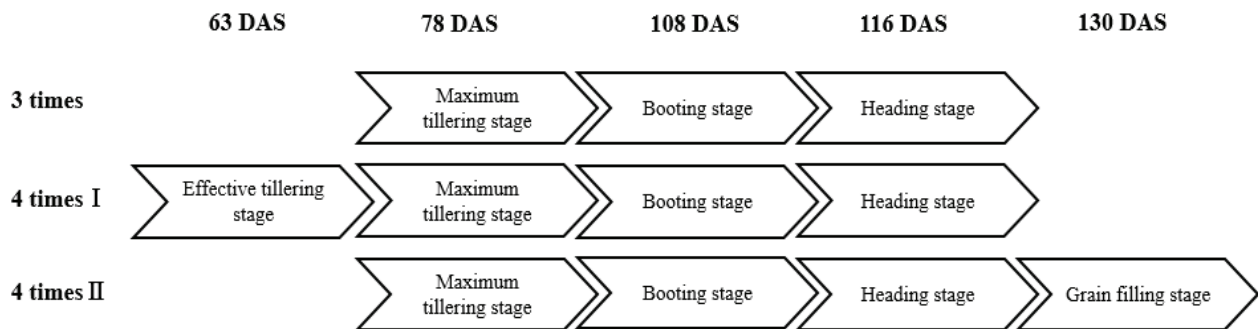 63 DAS 78 DAS 108 DAS 116 DAS 130 DAS
3 times
Maximum
tillering stage
Booting stage
Heading stage
4 times Ⅰ
Effective tillering
stage
Maximum
tillering stage
Booting stage
Heading stage
4 times Ⅱ
Maximum
tillering stage
Booting stage
Heading stage
Grain filling stage